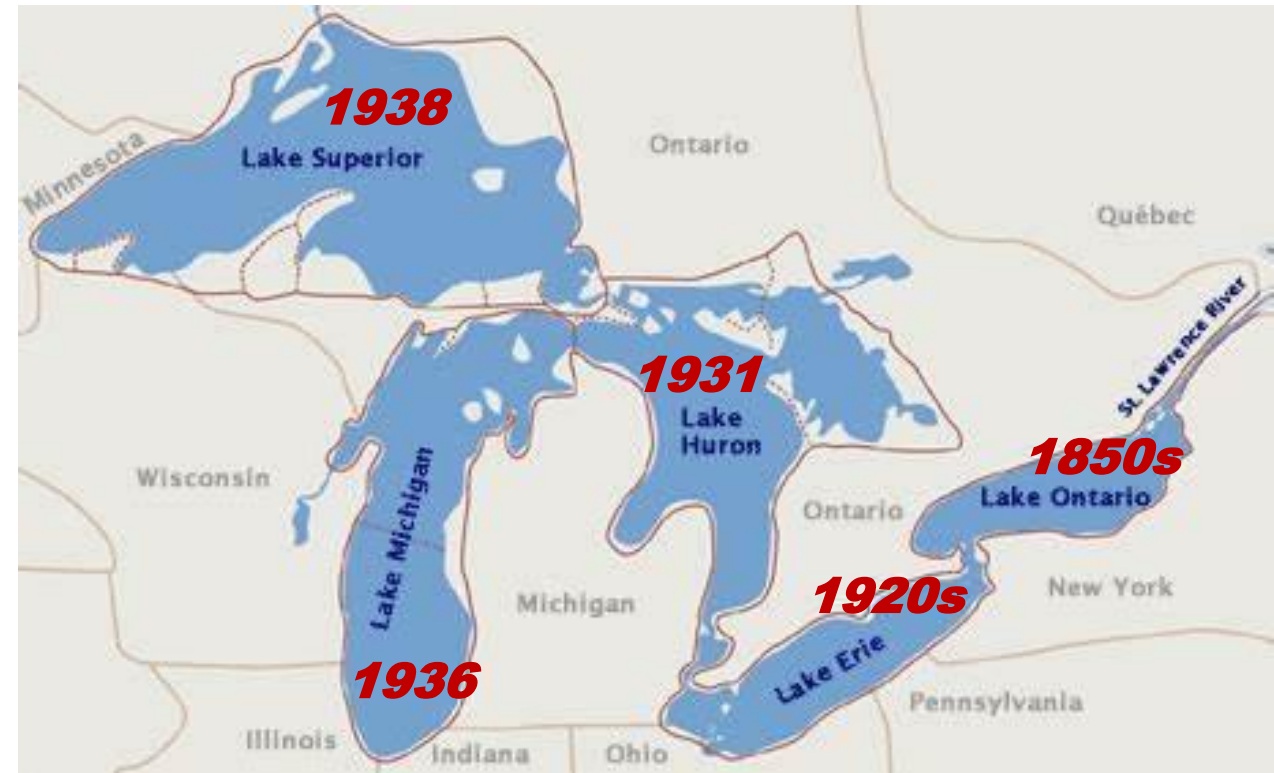 1938
Lake Superior
Minnesota
Ontario
Québec
St. Lawrence River
1931
Lake
Huron
Wisconsin
Lake Michigan
1850s
Lake Ontario
Ontario
1920s
New York
Michigan
Lake Erie
1936
Pennsylvania
Illinois
Indiana
Ohio